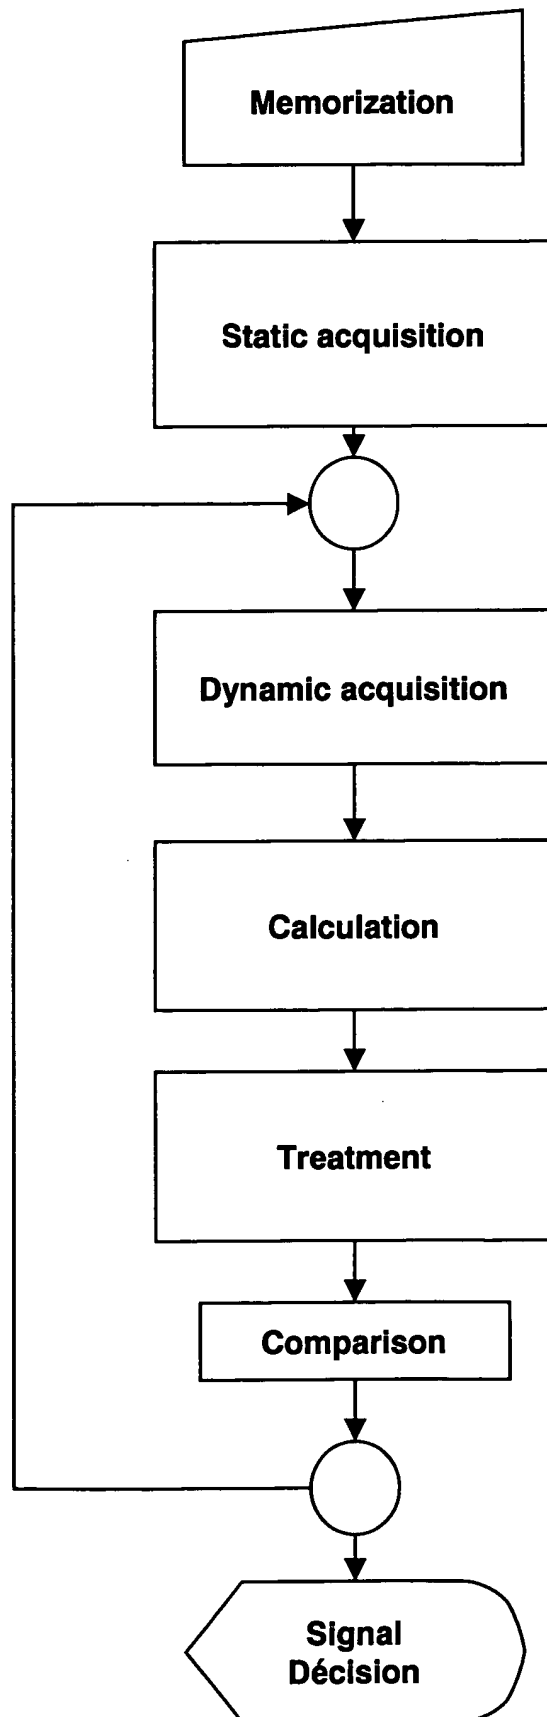 Memorization
Static acquisition
Dynamic acquisition
Calculation
Treatment
Comparison
Signal
Décision